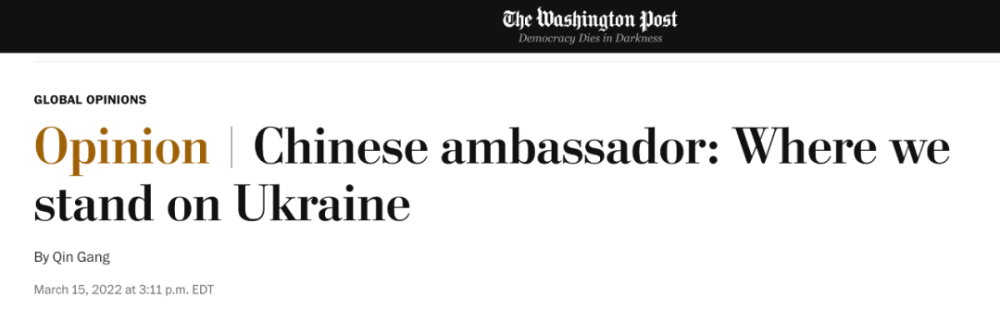 The Washington Post
Democracy Dies in Darkness
GLOBAL OPINIONS
Opinion | Chinese ambassador: Where we
stand on Ukraine
By Qin Gang
March 15, 2022 at 3:11 p.m. EDT